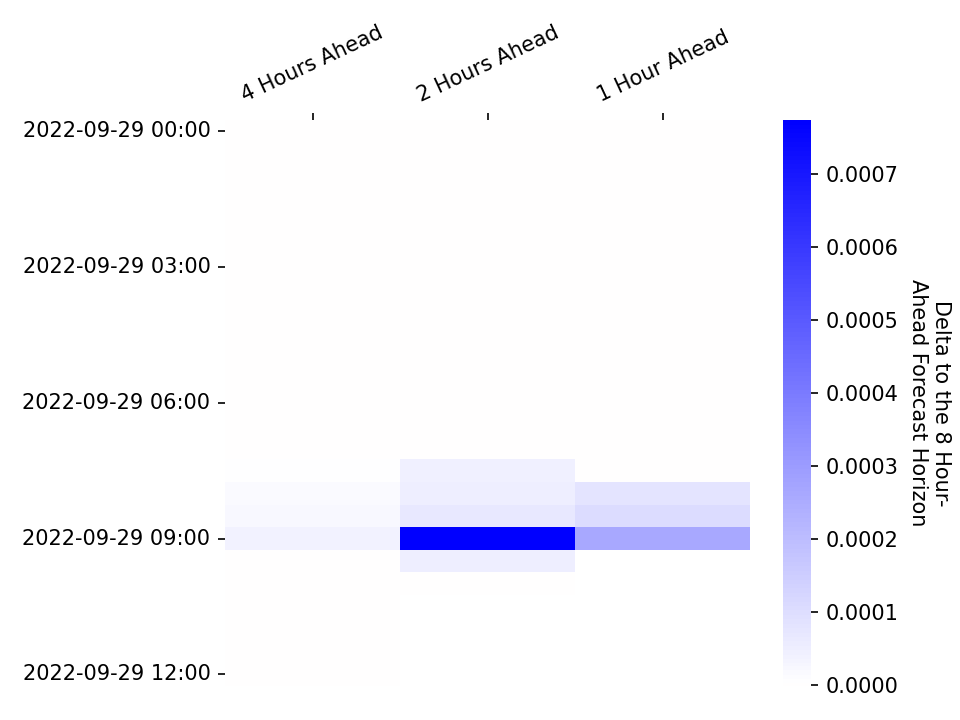 4 Hours Ahead
2 Hours Ahead
1 Hour Ahead
2022-09-29 00:00
2022-09-29 03:00
2022-09-29 06:00
2022-09-29 09:00
2022-09-29 12:00
0.0007
0.0006
0.0005
0.0004
0.0003
0.0002
0.0001
0.0000
Delta to the 8 Hour-
Ahead Forecast Horizon